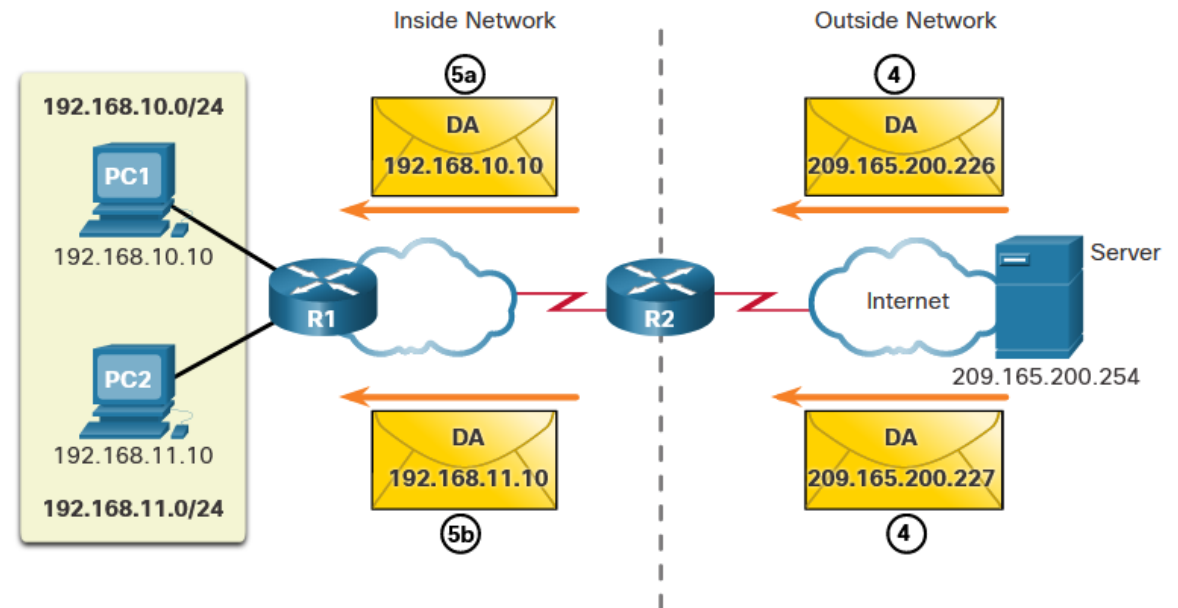 Inside Network
Outside Network
5a
4
192.168.10.0/24
DA
192.168.10.10
DA
209.165.200.226
PC1
192.168.10.10
Server
R1
R2
Internet
PC2
209.165.200.254
192.168.11.10
192.168.11.0/24
DA
192.168.11.10
DA
209.165.200.227
5b
4